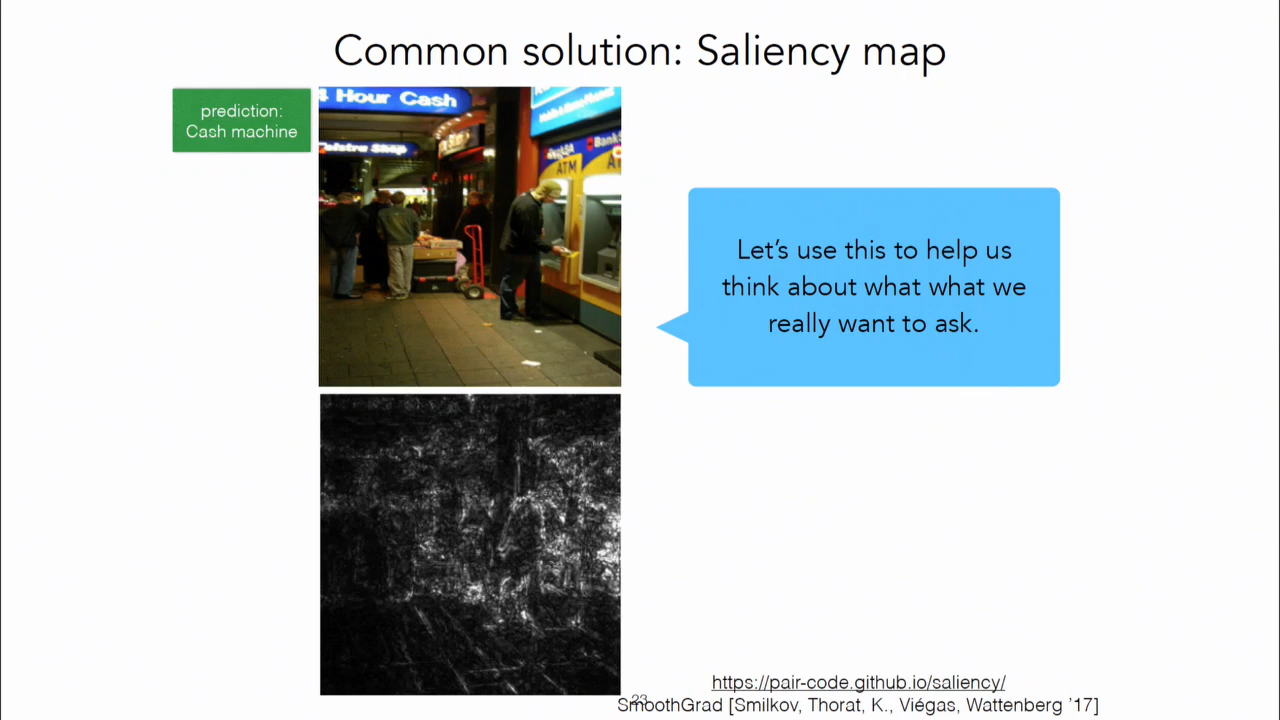 Common solution: Saliency map
prediction:
Cash machine
Hour Cash
Telstra Shop
BankSA
ATM
Let's use this to help us
think about what what we
really want to ask.
https://pair-code.github.io/saliency/
23
SmoothGrad [Smilkov, Thorat, K., Viégas, Wattenberg '17]